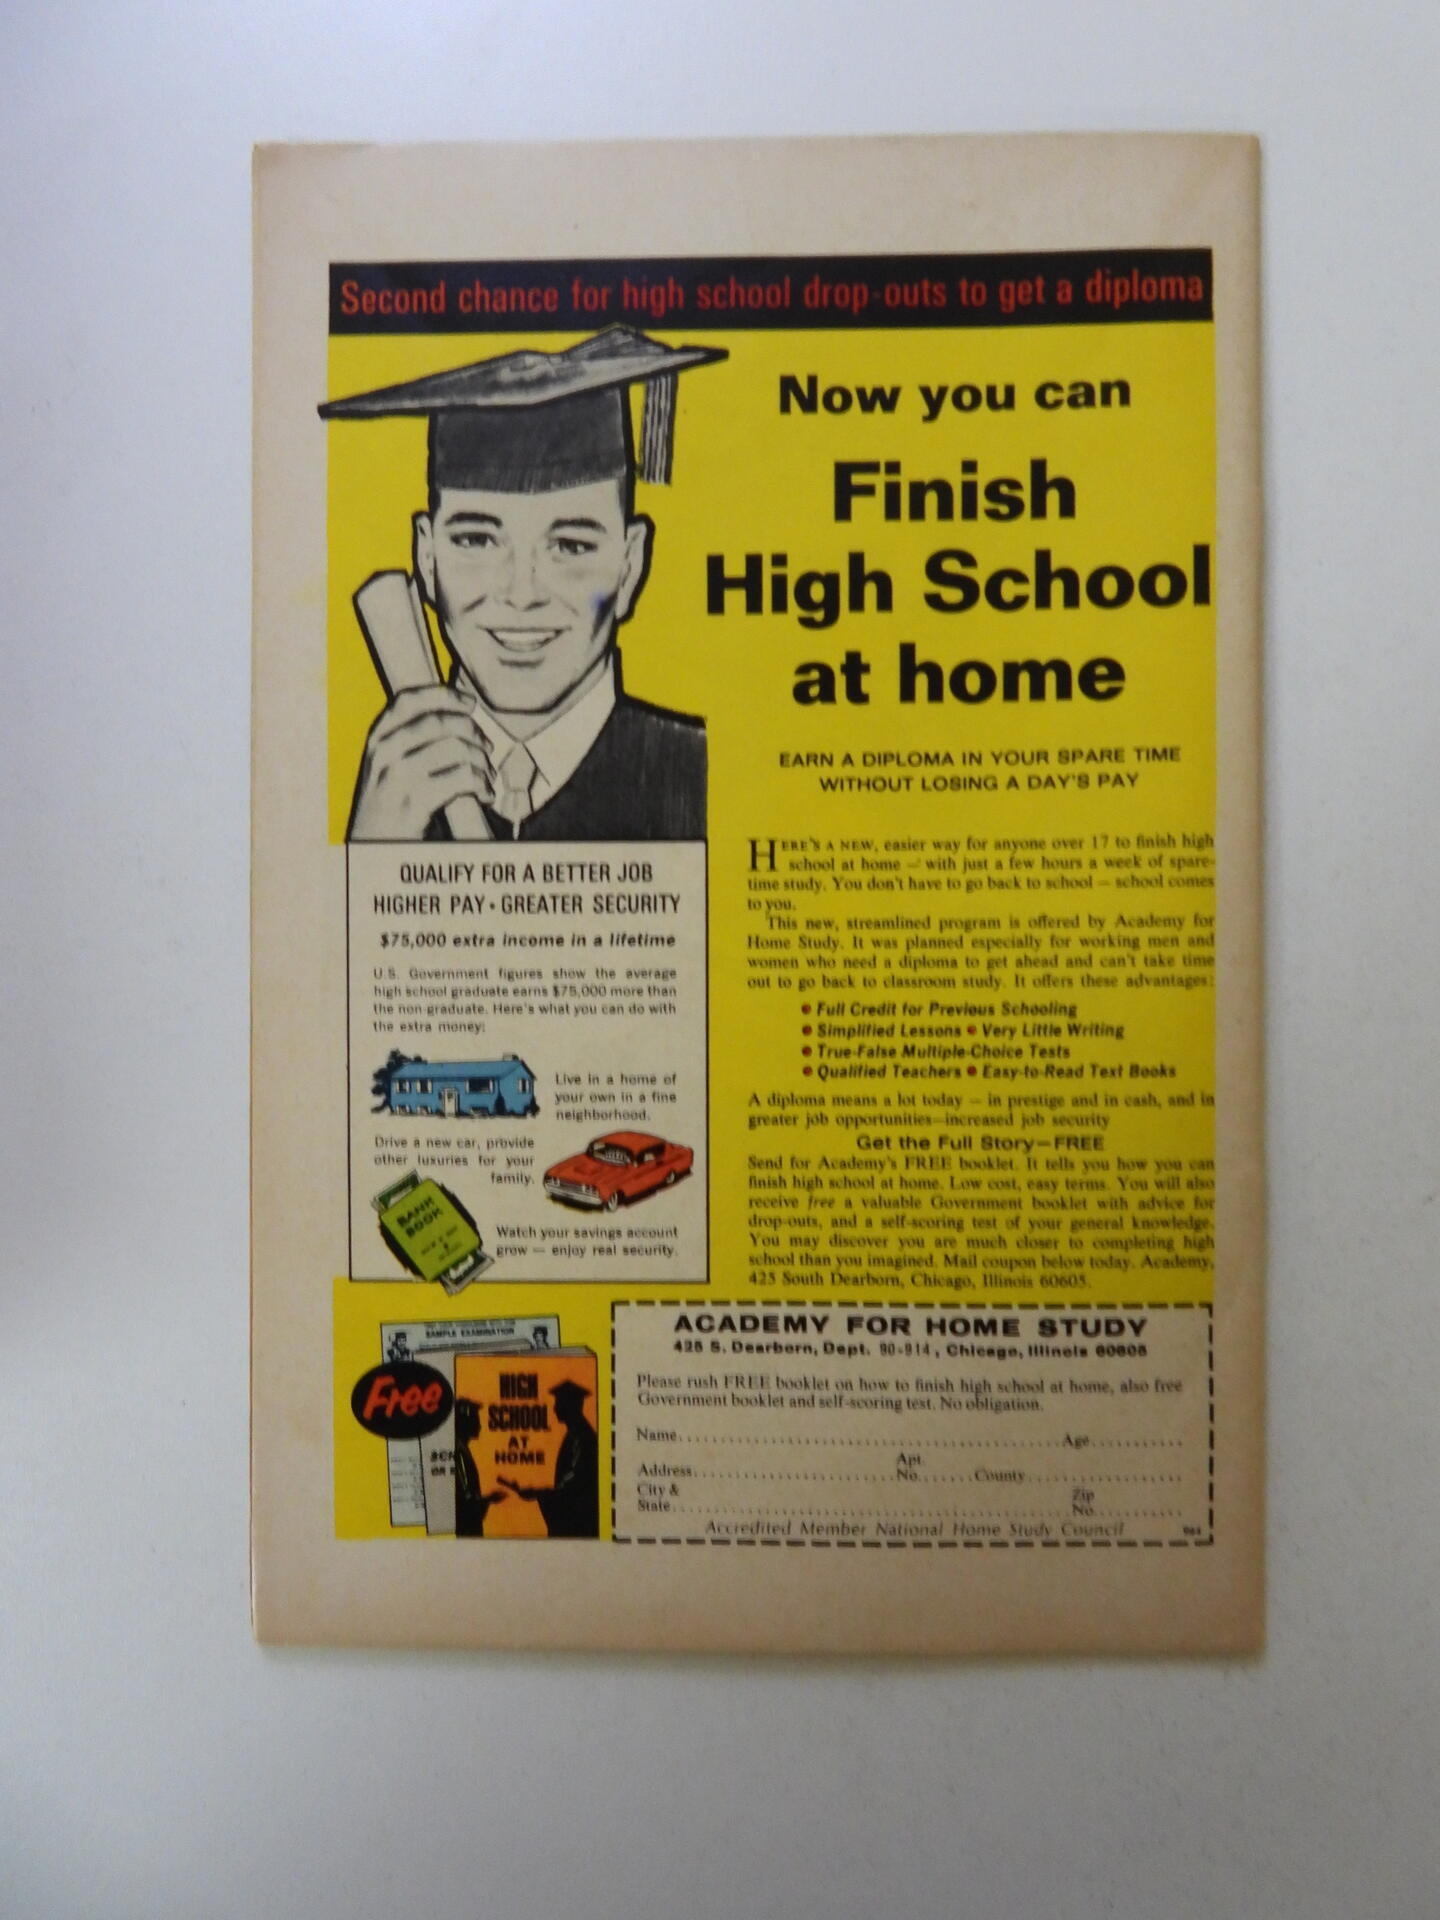 Second chance for high school drop-outs to get a diploma
Now you can
Finish
High School
at home
EARN A DIPLOMA IN YOUR SPARE TIME
WITHOUT LOSING A DAY'S PAY
HERE'S A NEW, easier way for anyone over 17 to finish high
school at home — with just a few hours a week of spare-
time study. You don't have to go back to school — school comes
to you.
This new, streamlined program is offered by Academy for
Home Study. It was planned especially for working men and
women who need a diploma to get ahead and can't take time
out to go back to classroom study. It offers these advantages:
• Full Credit for Previous Schooling
• Simplified Lessons • Very Little Writing
• True-False Multiple-Choice Tests
• Qualified Teachers • Easy-to-Read Text Books
A diploma means a lot today — in prestige and in cash, and in
greater job opportunities—increased job security
Get the Full Story—FREE
Send for Academy's FREE booklet. It tells you how you can
finish high school at home. Low cost, easy terms. You will also
receive free a valuable Government booklet with advice for
drop-outs, and a self-scoring test of your general knowledge.
You may discover you are much closer to completing high
school than you imagined. Mail coupon below today. Academy,
425 South Dearborn, Chicago, Illinois 60605.
QUALIFY FOR A BETTER JOB
HIGHER PAY • GREATER SECURITY
$75,000 extra income in a lifetime
U.S. Government figures show the average
high school graduate earns $75,000 more than
the non-graduate. Here's what you can do with
the extra money:
Live in a home of
your own in a fine
neighborhood.
Drive a new car, provide
other luxuries for your
family.
BANK
BOOK
Watch your savings account
grow — enjoy real security.
SAMPLE EXAMINATION
Free
HIGH
SCHOOL
AT
HOME
ACADEMY FOR HOME STUDY
425 S. Dearborn, Dept. 90-914, Chicago, Illinois 60605
Please rush FREE booklet on how to finish high school at home, also free
Government booklet and self-scoring test. No obligation.
Name Age
Address Apt. No. County
City & State Zip No.
Accredited Member National Home Study Council